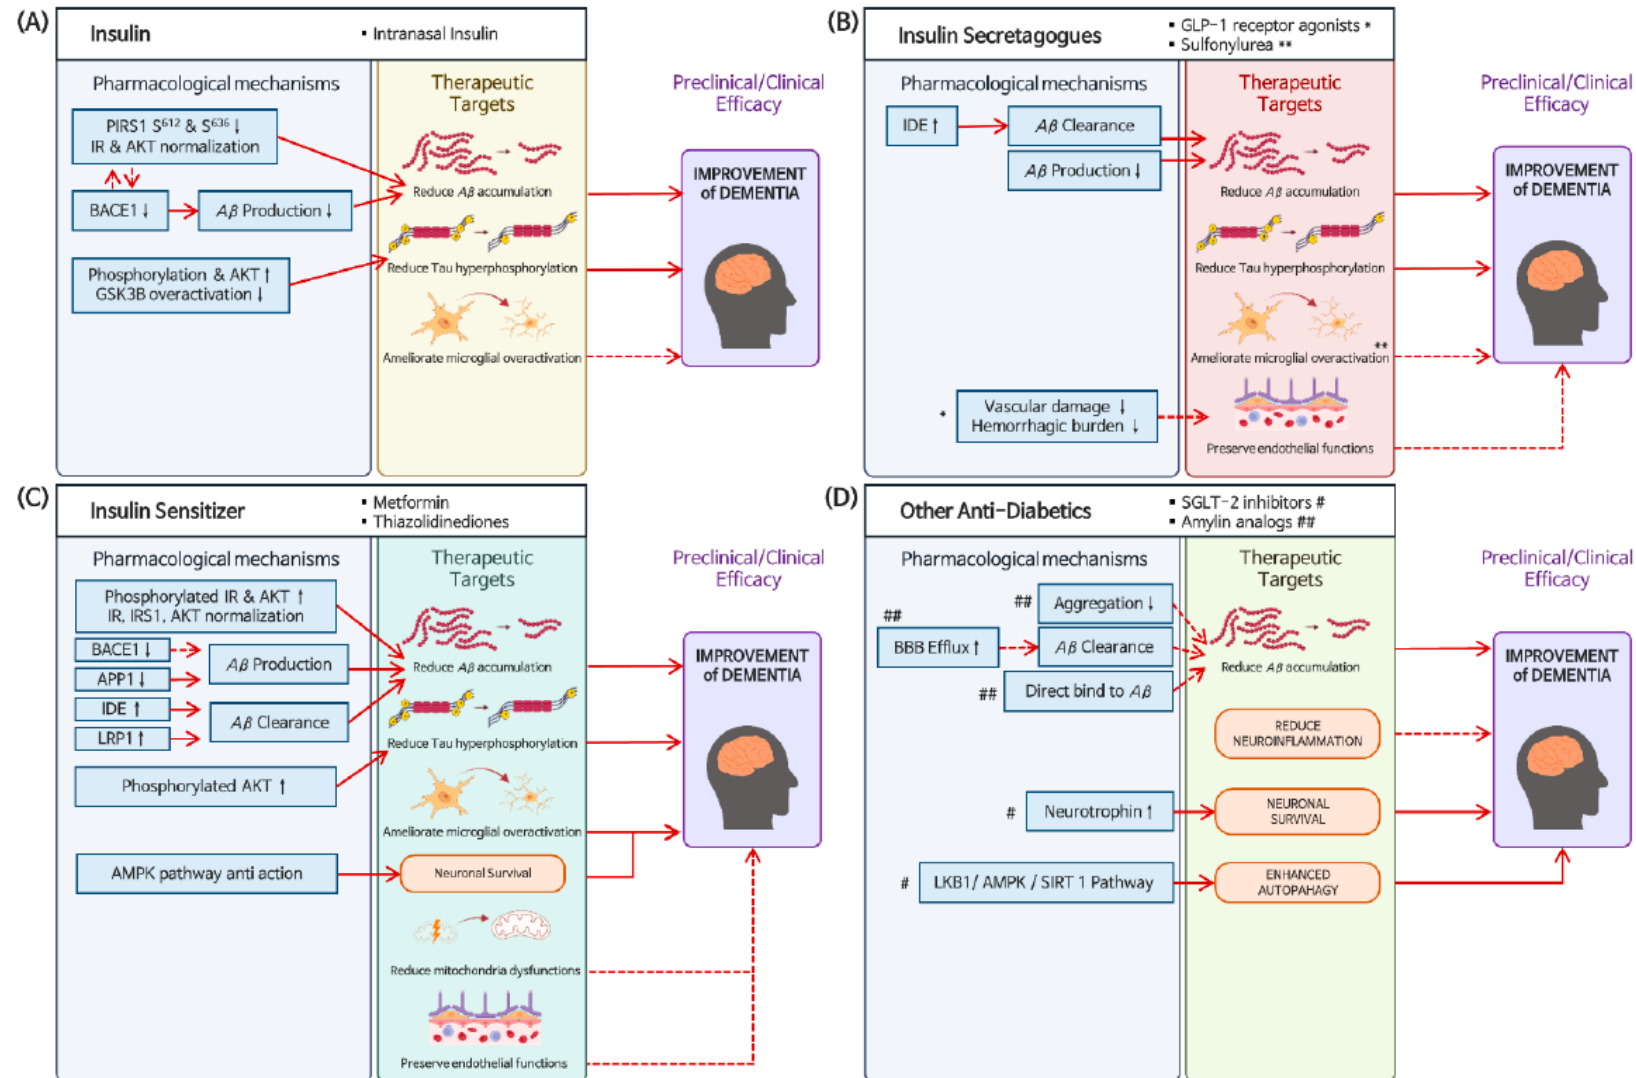 (A)
Insulin
▪ Intranasal Insulin
Pharmacological mechanisms
Therapeutic
Targets
Preclinical/Clinical
Efficacy
PIRS1 S⁶¹² & S⁶³⁶ ↓
IR & AKT normalization
BACE1 ↓
Aβ Production ↓
Phosphorylation & AKT ↑
GSK3B overactivation ↓
Reduce Aβ accumulation
Reduce Tau hyperphosphorylation
Ameliorate microglial overactivation
IMPROVEMENT
of DEMENTIA
(B)
Insulin Secretagogues
▪ GLP-1 receptor agonists *
▪ Sulfonylurea **
Pharmacological mechanisms
Therapeutic
Targets
Preclinical/Clinical
Efficacy
IDE ↑
Aβ Clearance
Aβ Production ↓
* Vascular damage ↓
Hemorrhagic burden ↓
Reduce Aβ accumulation
Reduce Tau hyperphosphorylation
Ameliorate microglial overactivation **
Preserve endothelial functions
IMPROVEMENT
of DEMENTIA
(C)
Insulin Sensitizer
▪ Metformin
▪ Thiazolidinediones
Pharmacological mechanisms
Therapeutic
Targets
Preclinical/Clinical
Efficacy
Phosphorylated IR & AKT ↑
IR, IRS1, AKT normalization
BACE1 ↓
APP1 ↓
Aβ Production
IDE ↑
LRP1 ↑
Aβ Clearance
Phosphorylated AKT ↑
AMPK pathway anti action
Reduce Aβ accumulation
Reduce Tau hyperphosphorylation
Ameliorate microglial overactivation
Neuronal Survival
Reduce mitochondria dysfunctions
Preserve endothelial functions
IMPROVEMENT
of DEMENTIA
(D)
Other Anti-Diabetics
▪ SGLT-2 inhibitors #
▪ Amylin analogs ##
Pharmacological mechanisms
Therapeutic
Targets
Preclinical/Clinical
Efficacy
## Aggregation ↓
##
BBB Efflux ↑
Aβ Clearance
## Direct bind to Aβ
# Neurotrophin ↑
# LKB1/ AMPK / SIRT 1 Pathway
Reduce Aβ accumulation
REDUCE
NEUROINFLAMMATION
NEURONAL
SURVIVAL
ENHANCED
AUTOPAHAGY
IMPROVEMENT
of DEMENTIA